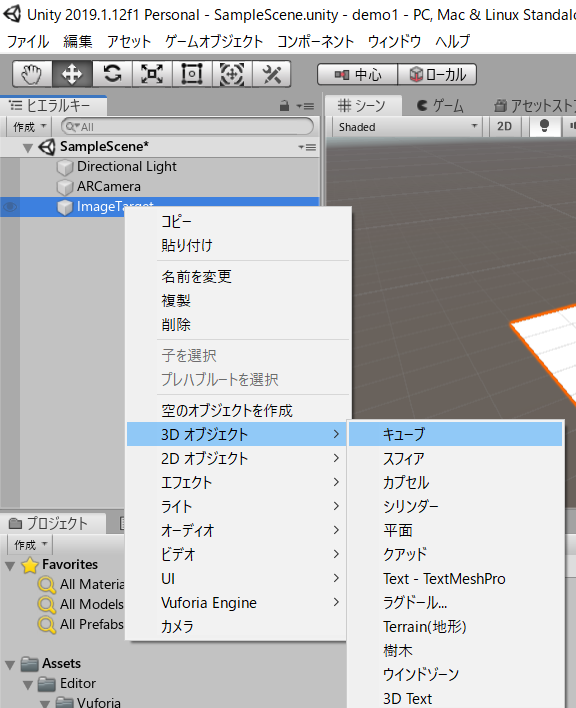 Unity 2019.1.12f1 Personal - SampleScene.unity - demo1 - PC, Mac & Linux Standal
ファイル 編集 アセット ゲームオブジェクト コンポーネント ウィンドウ ヘルプ
中心 ローカル
ヒエラルキー
シーン ゲーム アセットスト
作成 All
Shaded 2D
SampleScene*
Directional Light
ARCamera
ImageTarget
コピー
貼り付け
名前を変更
複製
削除
子を選択
プレハブルートを選択
空のオブジェクトを作成
3D オブジェクト
2D オブジェクト
エフェクト
ライト
オーディオ
ビデオ
UI
Vuforia Engine
カメラ
キューブ
スフィア
カプセル
シリンダー
平面
クアッド
Text - TextMeshPro
ラグドール...
Terrain(地形)
樹木
ウインドゾーン
3D Text
プロジェクト
作成
Favorites
All Materia
All Models
All Prefabs
Assets
Editor
Vuforia